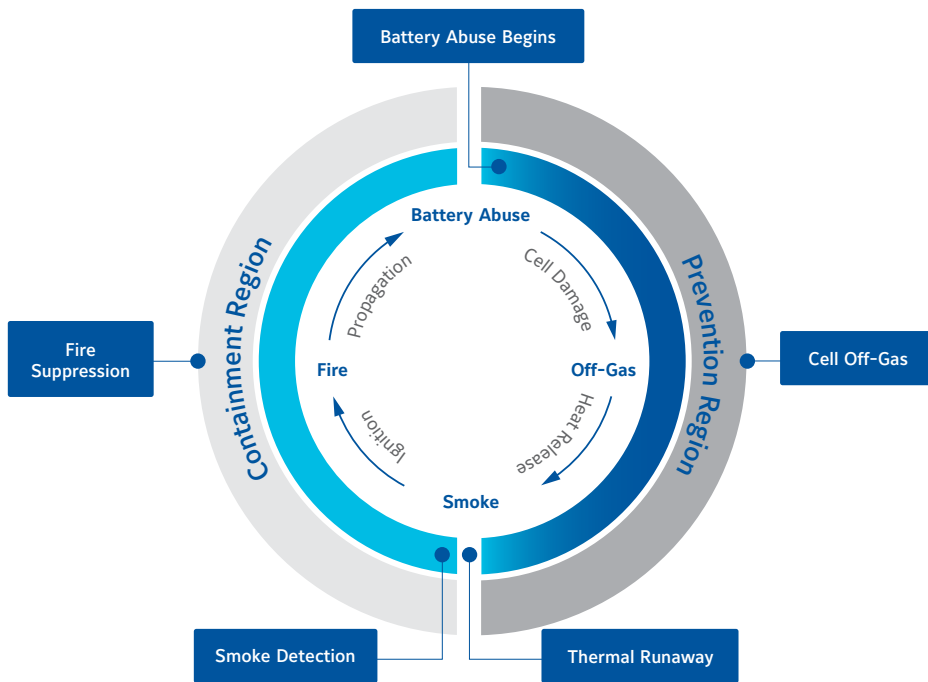 Battery Abuse Begins
Battery Abuse
Cell Damage
Propagation
Containment Region
Prevention Region
Fire
Suppression
Fire
Off-Gas
Cell Off-Gas
Ignition
Heat Release
Smoke
Smoke Detection
Thermal Runaway